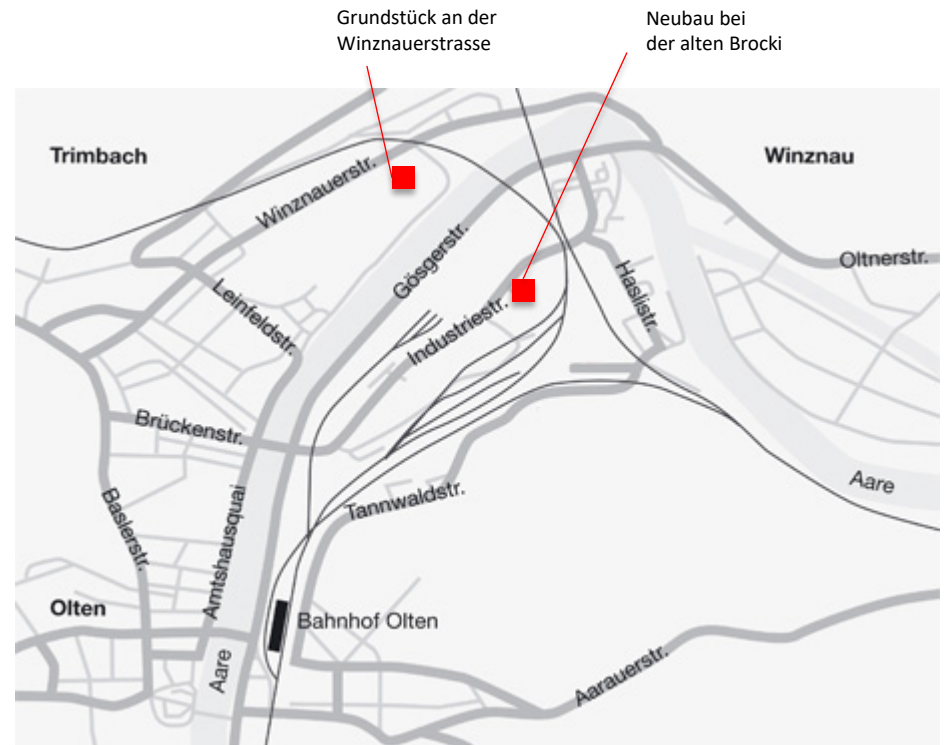 Grundstück an der
Winznauerstrasse
Neubau bei
der alten Brocki
Trimbach
Winznau
Winznauerstr.
Gösgerstr.
Oltnerstr.
Haslistr.
Leinfeldstr.
Industriestr.
Brückenstr.
Aare
Tannwaldstr.
Baslerstr.
Amtshausquai
Olten
Bahnhof Olten
Aare
Aarauerstr.